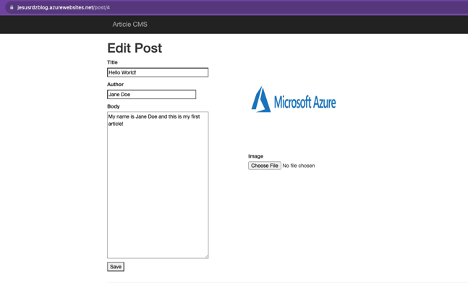 jesusrdzblog.azurewebsites.net/post/4
Article CMS
Edit Post
Title
Hello World!
Author
Jane Doe
Body
My name is Jane Doe and this is my first
article!
Microsoft Azure
Image
Choose File No file chosen
Save